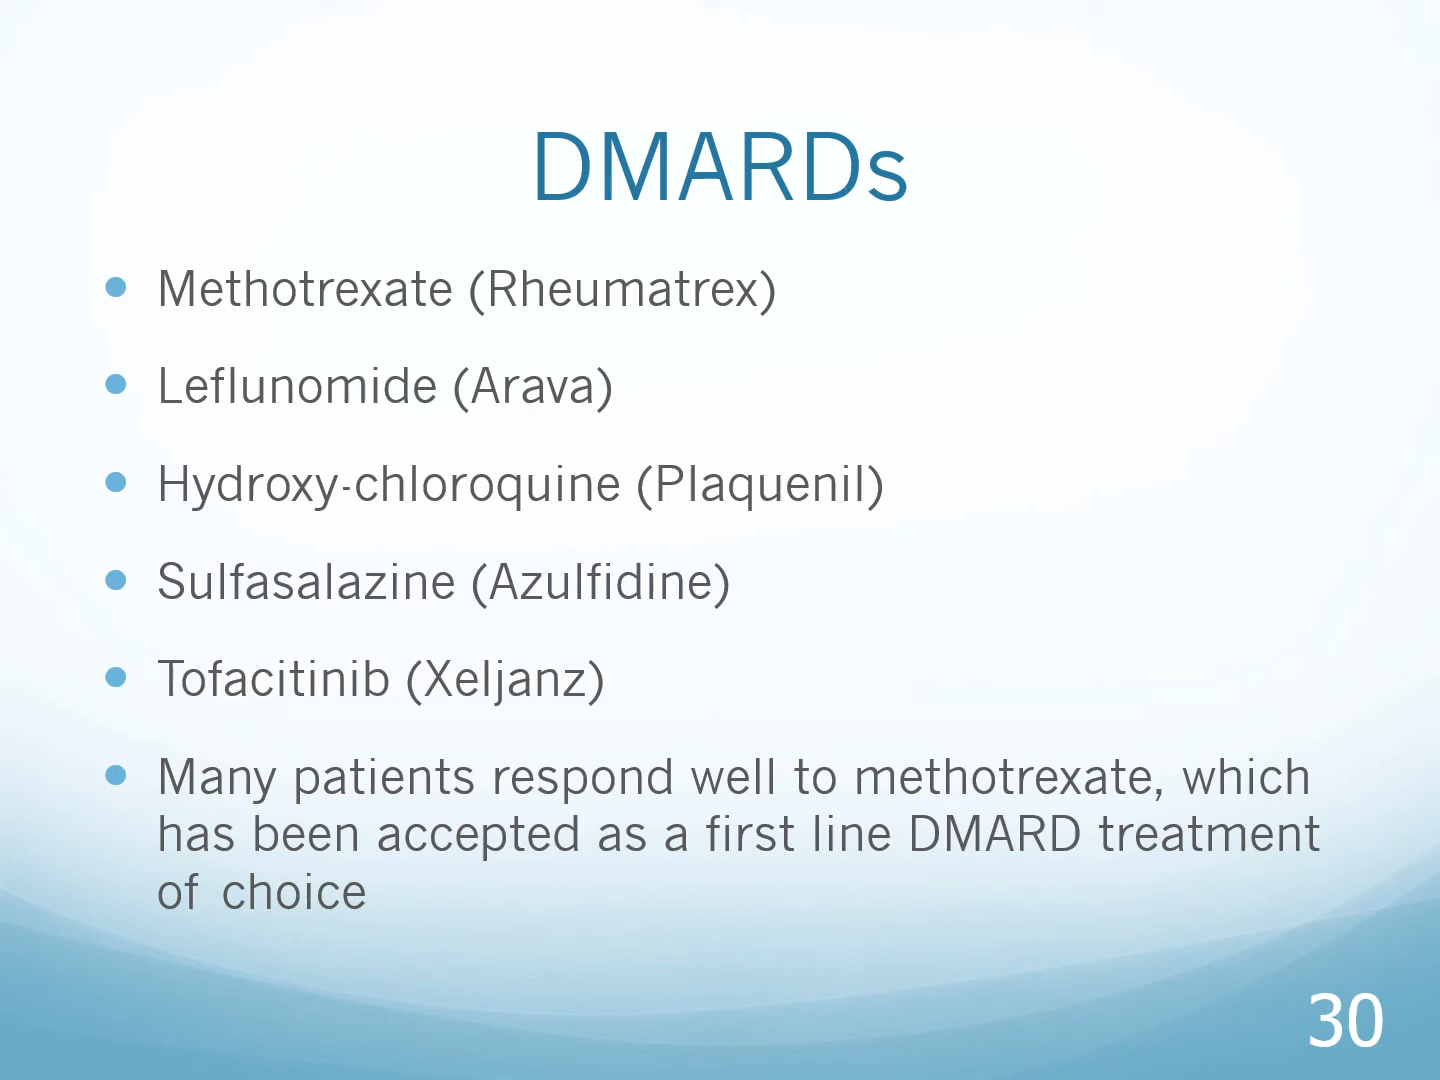 DMARDs
Methotrexate (Rheumatrex)
Leflunomide (Arava)
Hydroxy-chloroquine (Plaquenil)
Sulfasalazine (Azulfidine)
Tofacitinib (Xeljanz)
Many patients respond well to methotrexate, which
has been accepted as a first line DMARD treatment
of choice
30